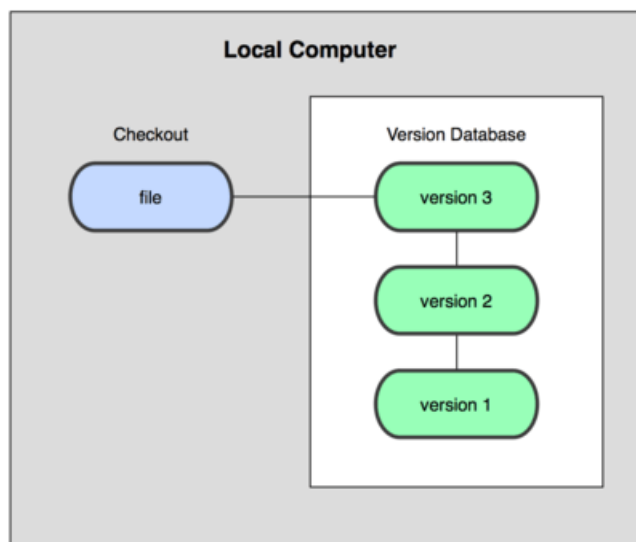 Local Computer
Checkout
Version Database
file
version 3
version 2
version 1